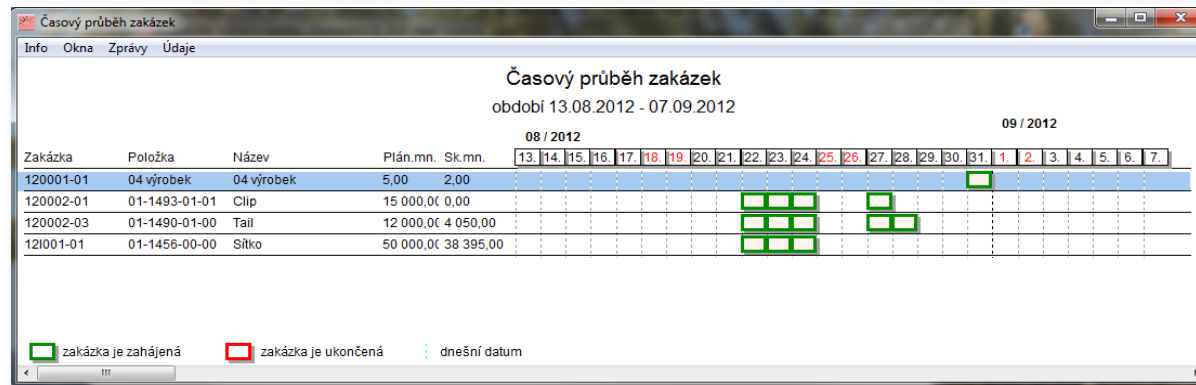 Časový průběh zakázek
Info Okna Zprávy Údaje
Časový průběh zakázek
období 13.08.2012 - 07.09.2012
08 / 2012 09 / 2012
Zakázka Položka Název Plán.mn. Sk.mn. 13. 14. 15. 16. 17. 18. 19. 20. 21. 22. 23. 24. 25. 26. 27. 28. 29. 30. 31. 1. 2. 3. 4. 5. 6. 7.
120001-01 04 výrobek 04 výrobek 5,00 2,00
120002-01 01-1493-01-01 Clip 15 000,0( 0,00
120002-03 01-1490-01-00 Tail 12 000,0( 4 050,00
12I001-01 01-1456-00-00 Sítko 50 000,0( 38 395,00
zakázka je zahájená zakázka je ukončená dnešní datum